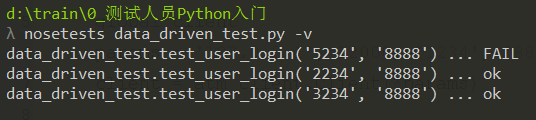 d:\train\0_测试人员Python入门
λ nosetests data_driven_test.py -v
data_driven_test.test_user_login('5234', '8888') ... FAIL
data_driven_test.test_user_login('2234', '8888') ... ok
data_driven_test.test_user_login('3234', '8888') ... ok